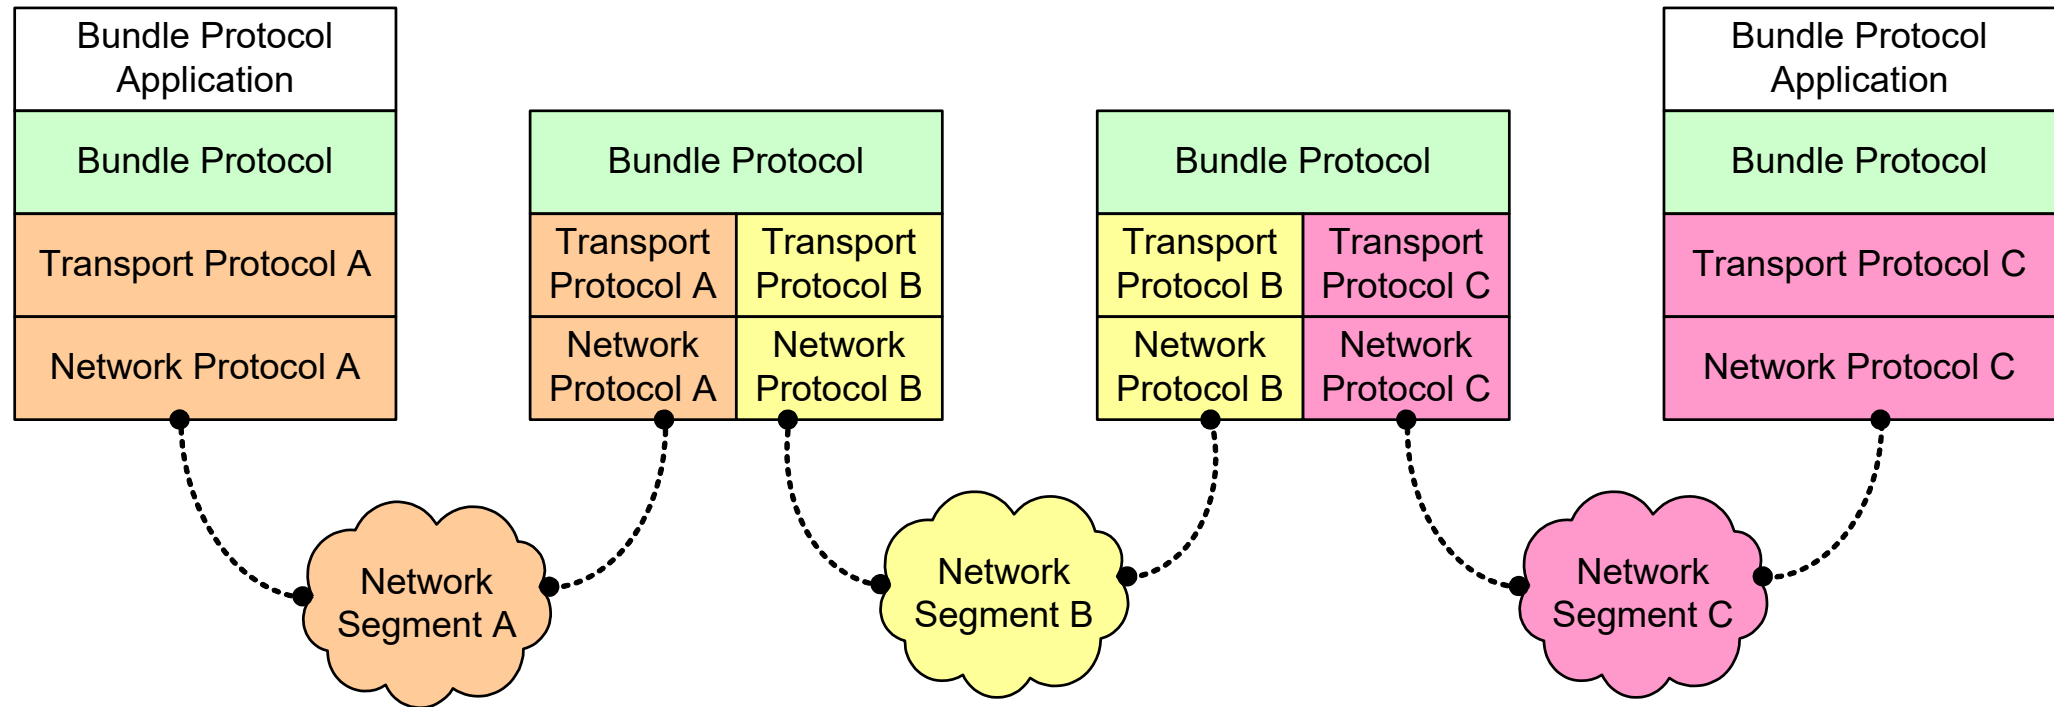 Bundle Protocol
Application
Bundle Protocol
Transport Protocol A
Network Protocol A
Bundle Protocol
Transport
Protocol A
Transport
Protocol B
Network
Protocol A
Network
Protocol B
Bundle Protocol
Transport
Protocol B
Transport
Protocol C
Network
Protocol B
Network
Protocol C
Bundle Protocol
Application
Bundle Protocol
Transport Protocol C
Network Protocol C
Network
Segment A
Network
Segment B
Network
Segment C